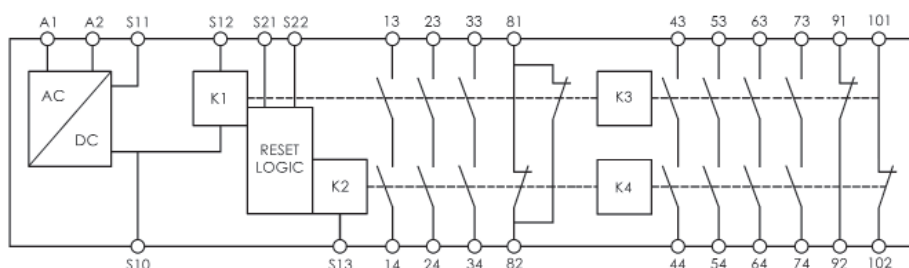 A1 A2 S11 S12 S21 S22 13 23 33 81 43 53 63 73 91 101
AC
DC
K1
K3
RESET
LOGIC
K2
K4
S10 S13 14 24 34 82 44 54 64 74 92 102